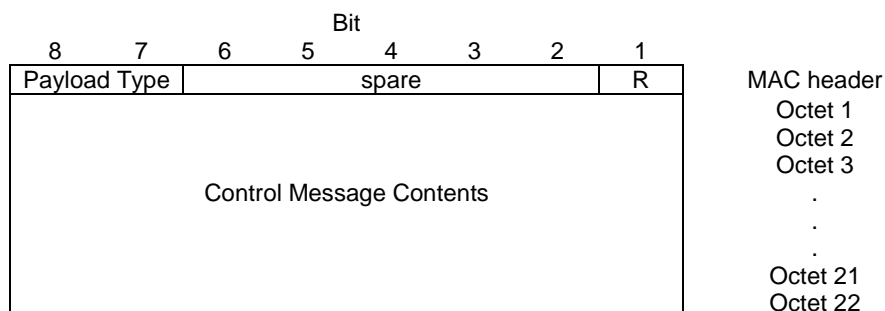 Bit
8 7 6 5 4 3 2 1
Payload Type spare R MAC header
Octet 1
Octet 2
Octet 3
Control Message Contents .
.
.
Octet 21
Octet 22